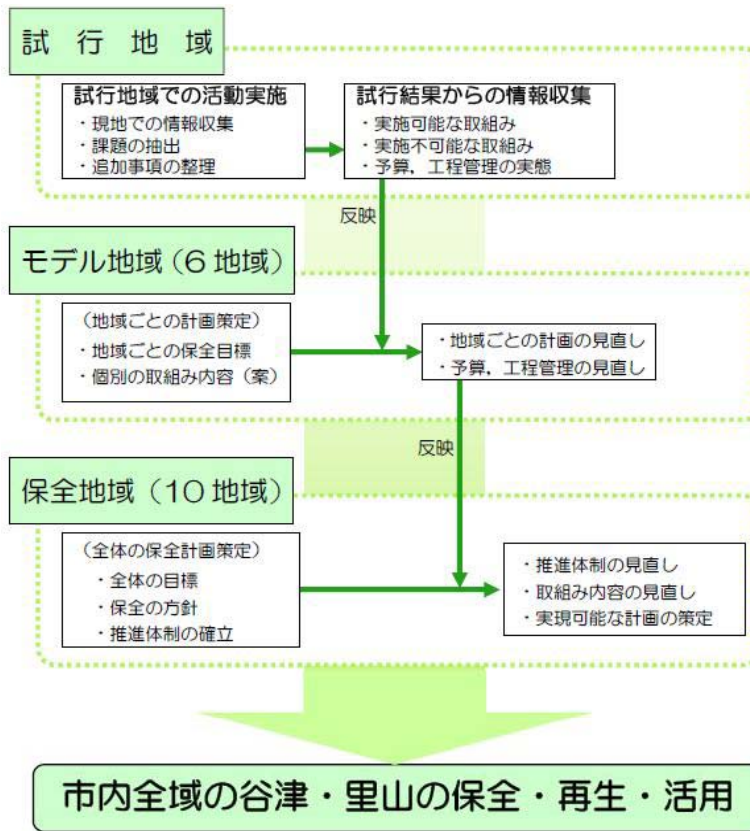 試行地域
試行地域での活動実施
・現地での情報収集
・課題の抽出
・追加事項の整理
試行結果からの情報収集
・実施可能な取組み
・実施不可能な取組み
・予算，工程管理の実態
反映
モデル地域（6地域）
（地域ごとの計画策定）
・地域ごとの保全目標
・個別の取組み内容（案）
・地域ごとの計画の見直し
・予算，工程管理の見直し
反映
保全地域（10地域）
（全体の保全計画策定）
・全体の目標
・保全の方針
・推進体制の確立
・推進体制の見直し
・取組み内容の見直し
・実現可能な計画の策定
市内全域の谷津・里山の保全・再生・活用